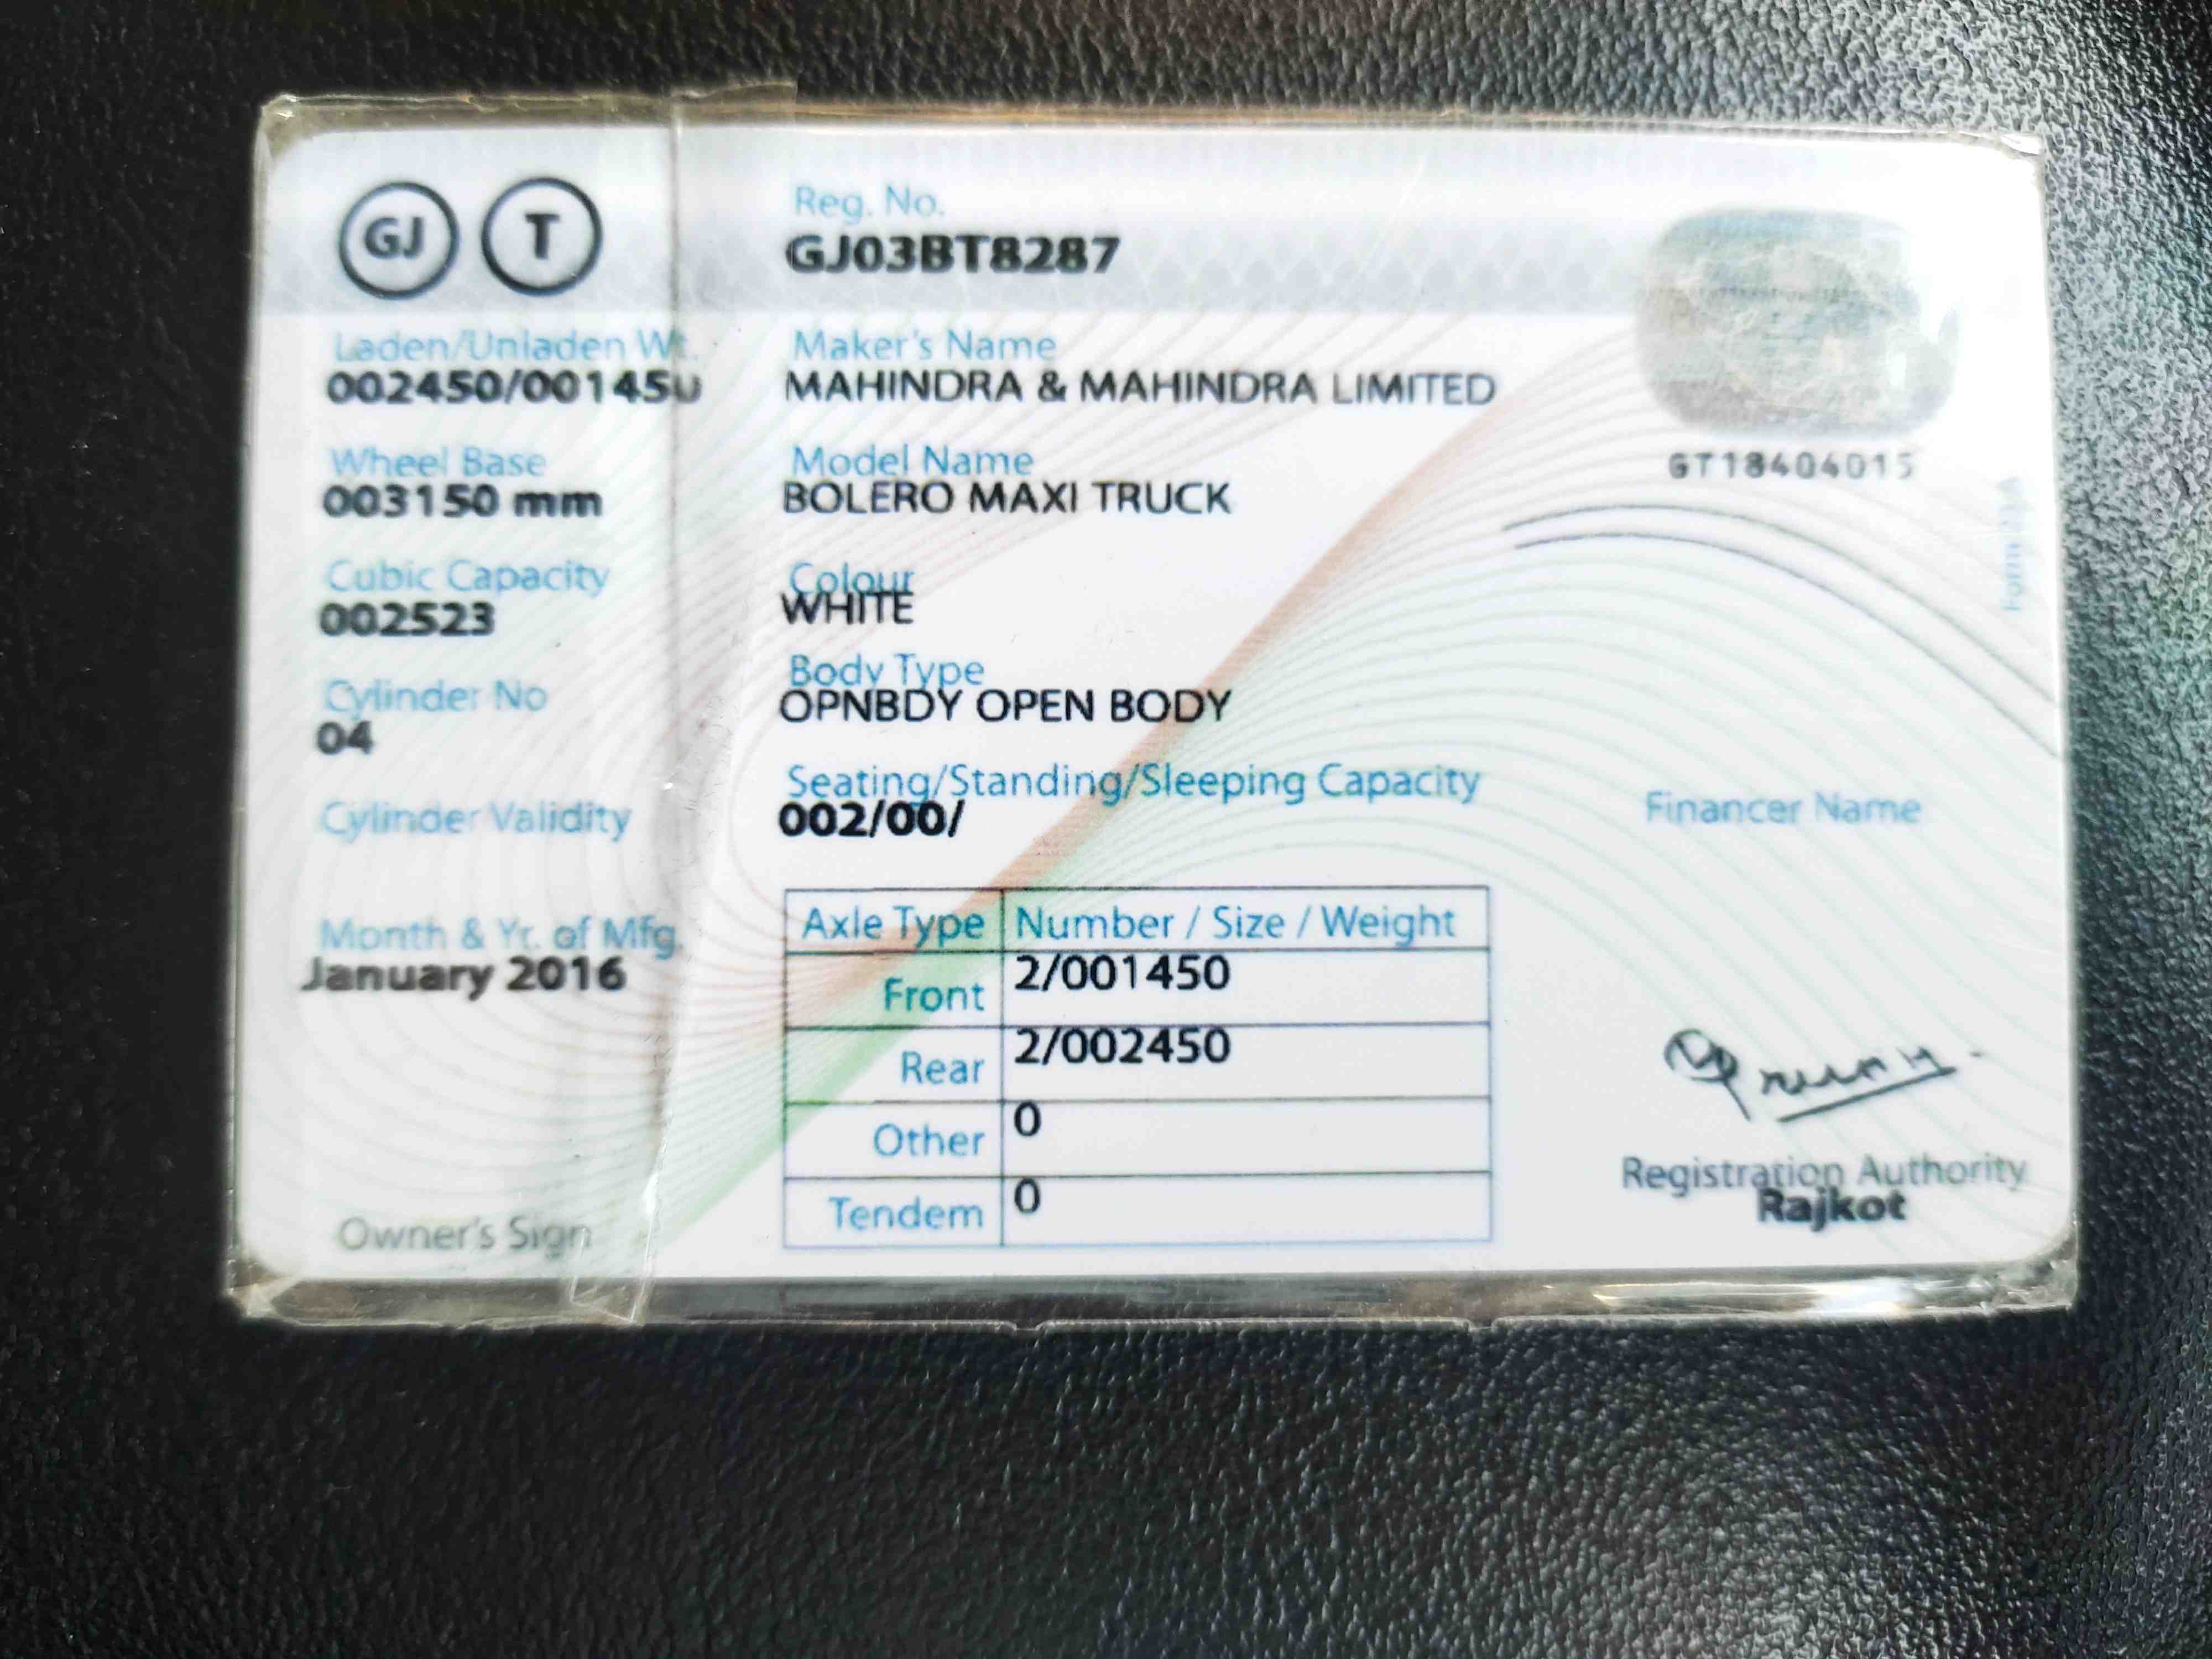 GJ T
Reg. No.
GJ03BT8287
Laden/Unladen Wt.
002450/001450
Maker's Name
MAHINDRA & MAHINDRA LIMITED
GT18404015
Wheel Base
003150 mm
Model Name
BOLERO MAXI TRUCK
Form 23 A
Cubic Capacity
002523
Colour
WHITE
Cylinder No
04
Body Type
OPNBDY OPEN BODY
Cylinder Validity
Seating/Standing/Sleeping Capacity
002/00/
Financer Name
Month & Yr. of Mfg.
January 2016
Axle Type Number / Size / Weight
Front 2/001450
Rear 2/002450
Other 0
Tendem 0
Owner's Sign
Registration Authority
Rajkot